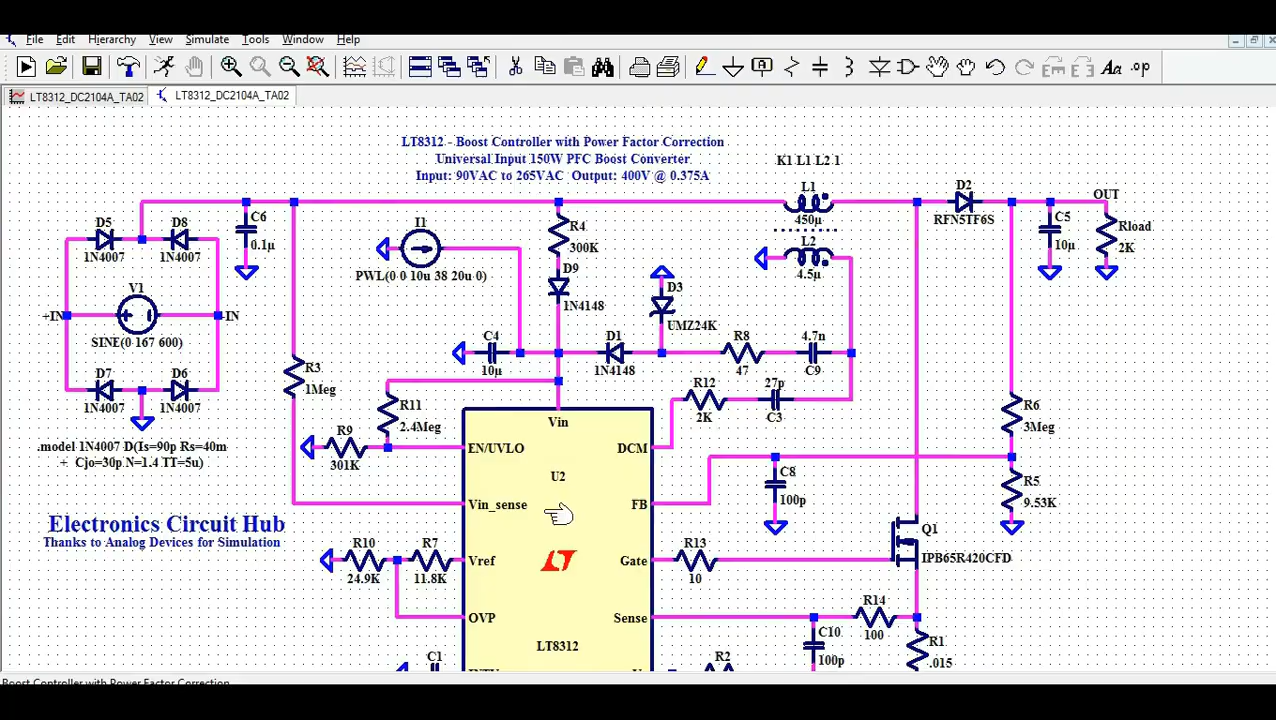 File Edit Hierarchy View Simulate Tools Window Help
LT8312_DC2104A_TA02 LT8312_DC2104A_TA02
LT8312 - Boost Controller with Power Factor Correction
Universal Input 150W PFC Boost Converter
Input: 90VAC to 265VAC Output: 400V @ 0.375A
K1 L1 L2 1
L1
450µ
D2
RFN5TF6S
OUT
C5
10µ
Rload
2K
D5
1N4007
D8
1N4007
C6
0.1µ
I1
PWL(0 0 10u 38 20u 0)
R4
300K
D9
1N4148
L2
4.5µ
D3
UMZ24K
V1
+IN
-IN
SINE(0 167 600)
C4
10µ
D1
1N4148
R8
47
4.7n
C9
D7
1N4007
D6
1N4007
R3
1Meg
R12
2K
27p
C3
R11
2.4Meg
R6
3Meg
R9
301K
.model 1N4007 D(Is=90p Rs=40m
+ Cjo=30p N=1.4 TT=5u)
Vin
EN/UVLO
DCM
U2
C8
100p
R5
9.53K
Vin_sense
FB
Electronics Circuit Hub
Thanks to Analog Devices for Simulation
R10
24.9K
R7
11.8K
Vref
Gate
R13
10
Q1
IPB65R420CFD
OVP
Sense
R14
100
LT8312
C10
100p
R1
.015
C1
R2
Boost Controller with Power Factor Correction